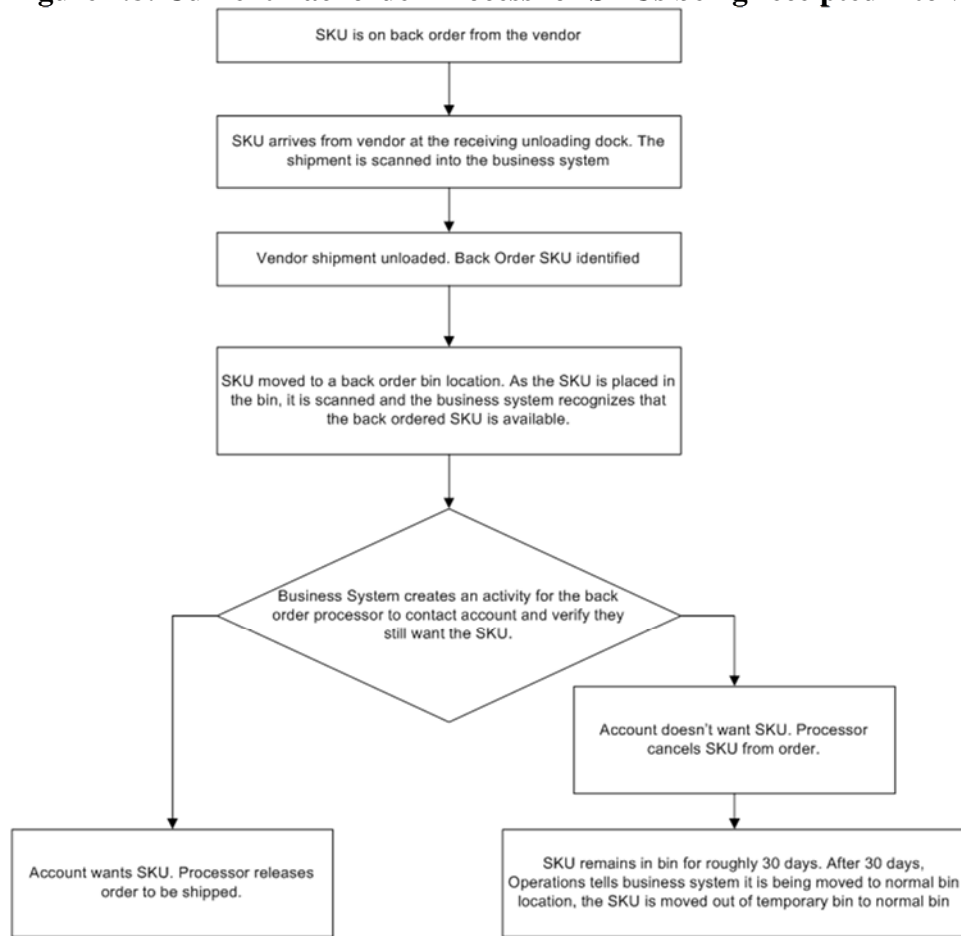 SKU is on back order from the vendor
SKU arrives from vendor at the receiving unloading dock. The
shipment is scanned into the business system
Vendor shipment unloaded. Back Order SKU identified
SKU moved to a back order bin location. As the SKU is placed in
the bin, it is scanned and the business system recognizes that
the back ordered SKU is available.
Business System creates an activity for the back
order processor to contact account and verify they
still want the SKU.
Account doesn't want SKU. Processor
cancels SKU from order.
Account wants SKU. Processor releases
order to be shipped.
SKU remains in bin for roughly 30 days. After 30 days,
Operations tells business system it is being moved to normal bin
location, the SKU is moved out of temporary bin to normal bin